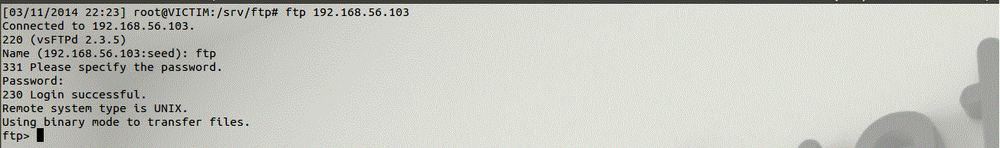 [03/11/2014 22:23] root@VICTIM:/srv/ftp# ftp 192.168.56.103
Connected to 192.168.56.103.
220 (vsFTPd 2.3.5)
Name (192.168.56.103:seed): ftp
331 Please specify the password.
Password:
230 Login successful.
Remote system type is UNIX.
Using binary mode to transfer files.
ftp>